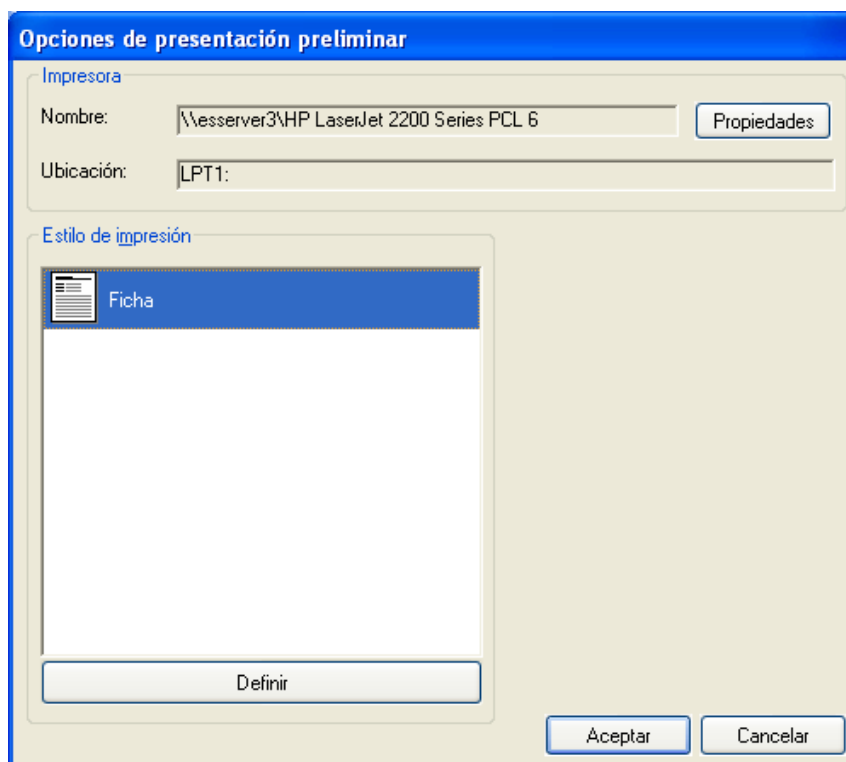 Opciones de presentación preliminar
Impresora
Nombre: \\esserver3\HP LaserJet 2200 Series PCL 6 Propiedades
Ubicación: LPT1:
Estilo de impresión
Ficha
Definir
Aceptar Cancelar